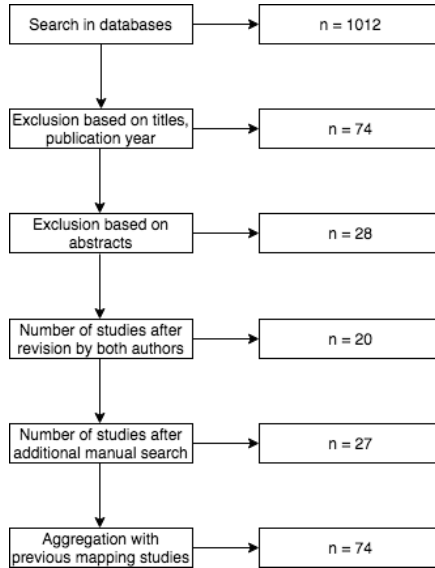 Search in databases
n = 1012
Exclusion based on titles,
publication year
n = 74
Exclusion based on
abstracts
n = 28
Number of studies after
revision by both authors
n = 20
Number of studies after
additional manual search
n = 27
Aggregation with
previous mapping studies
n = 74